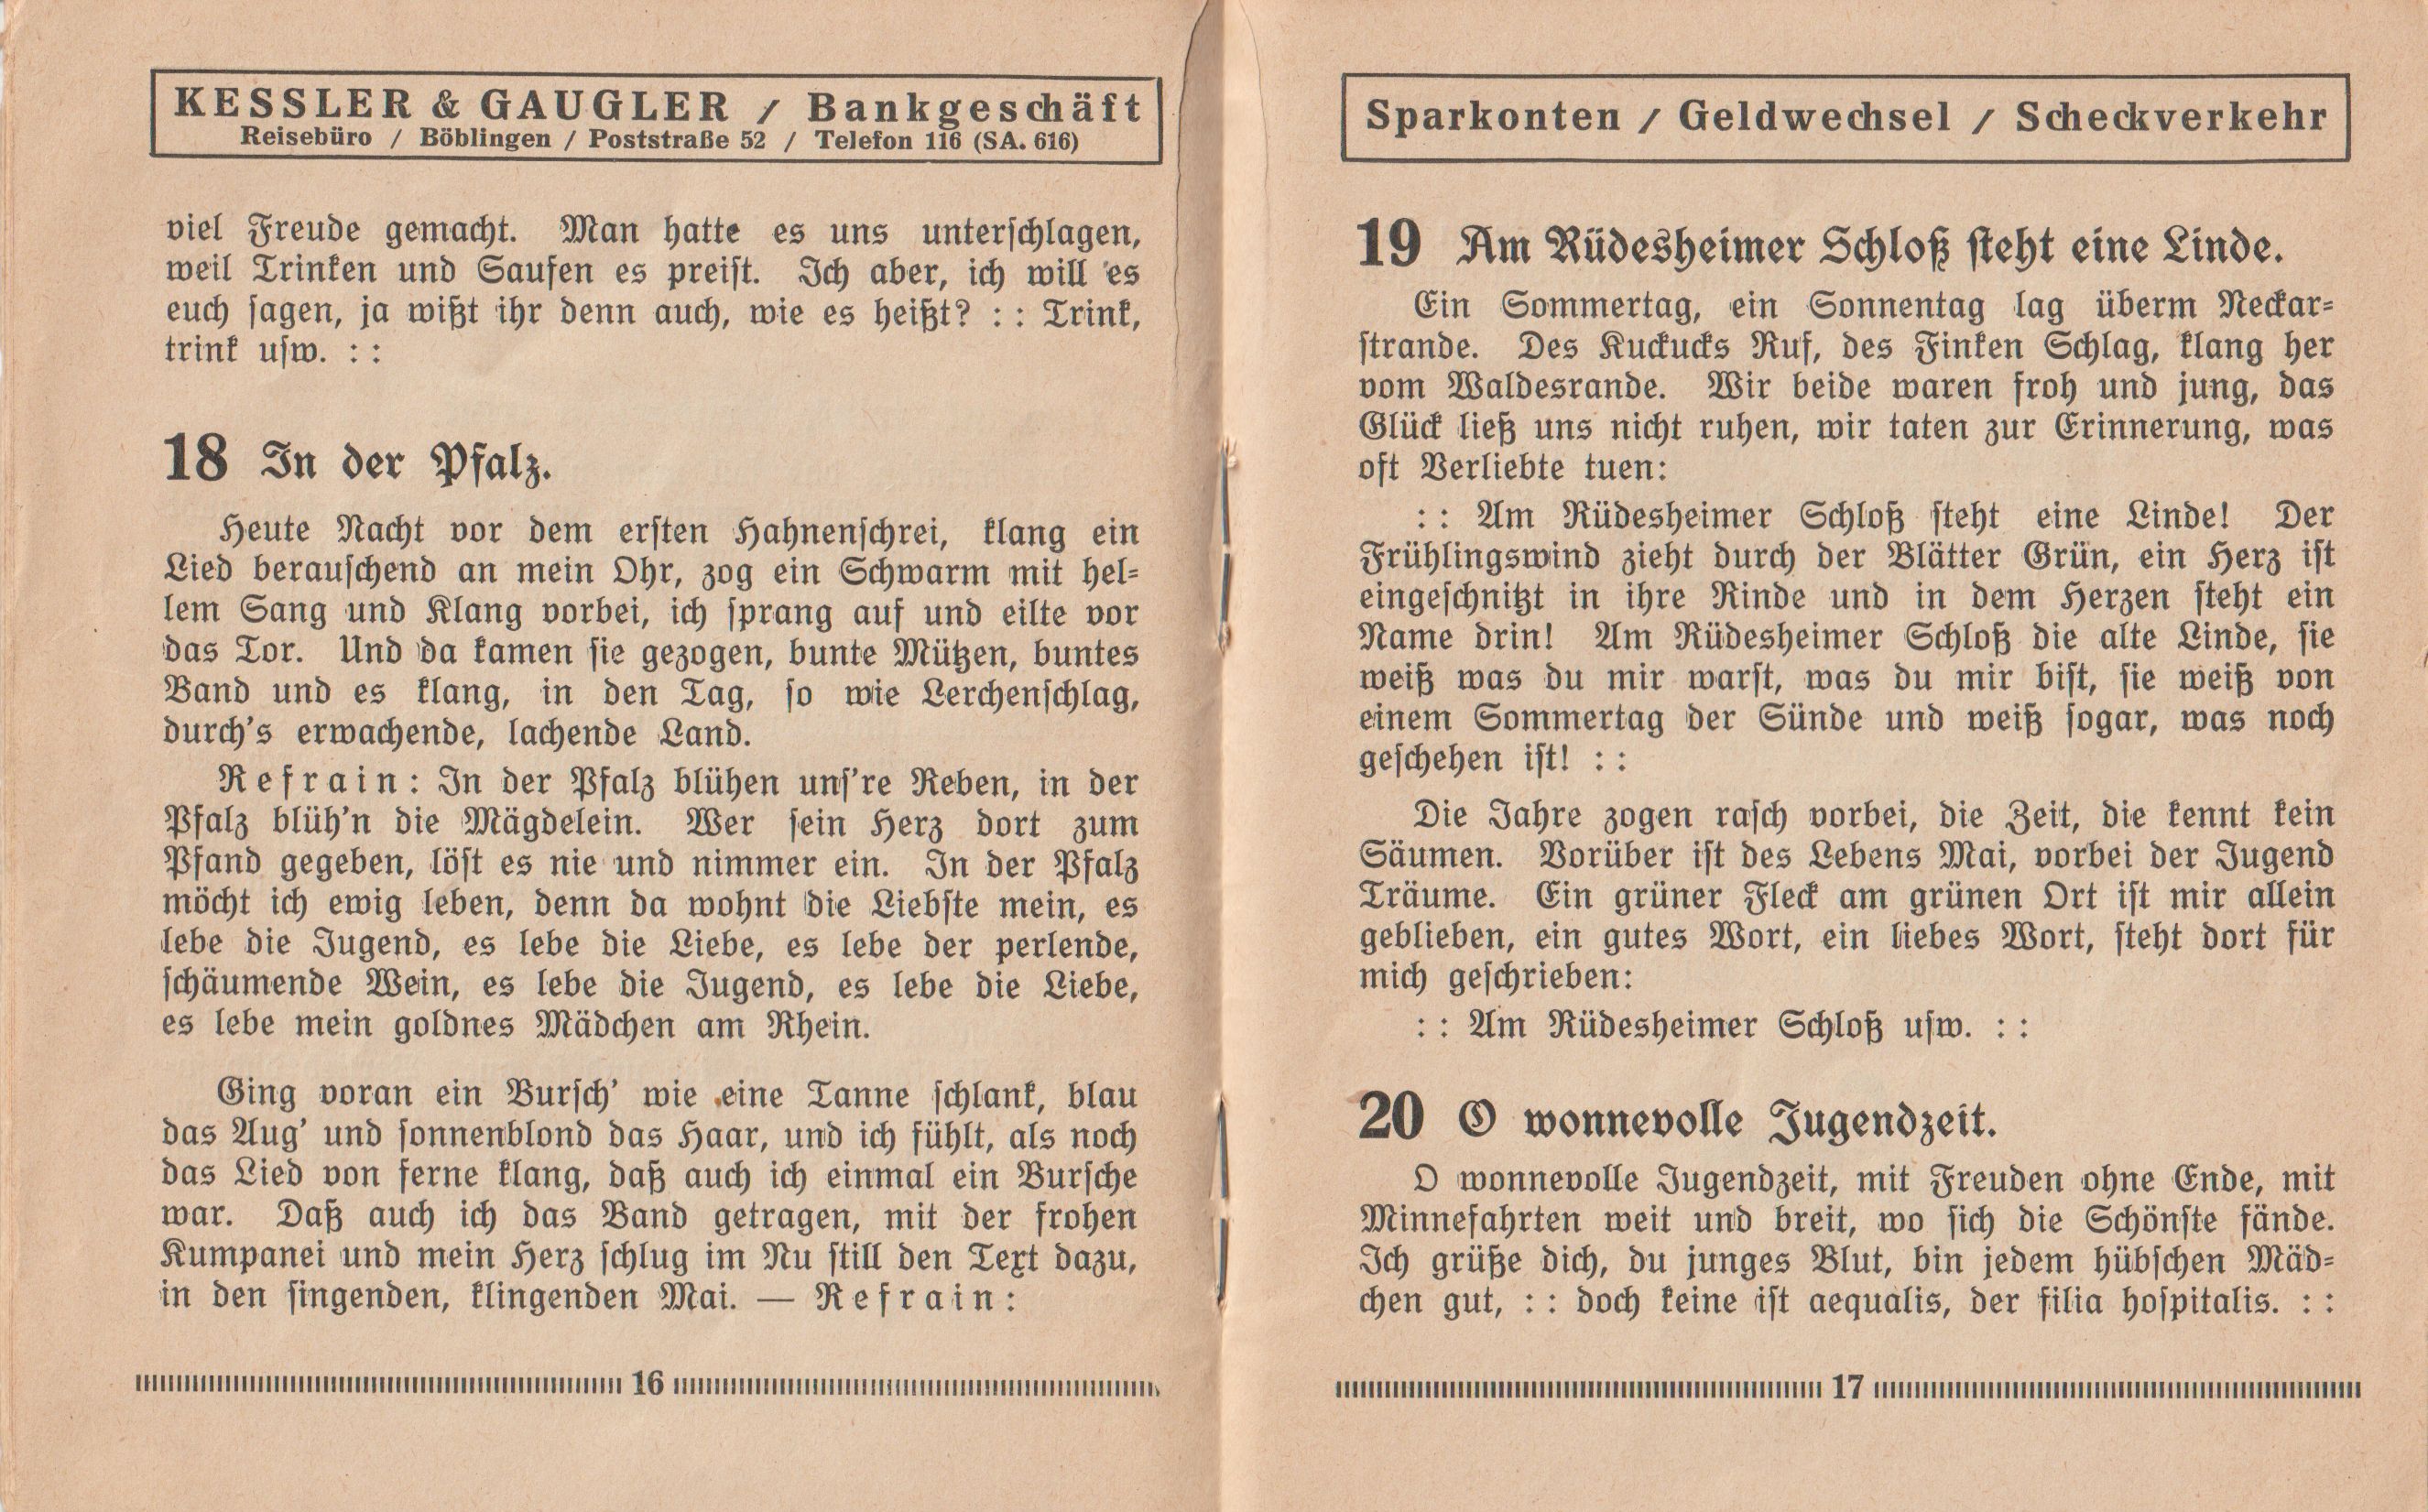 KESSLER & GAUGLER / Bankgeschäft
Reisebüro / Böblingen / Poststraße 52 / Telefon 116 (SA. 616)
viel Freude gemacht. Man hatte es uns unterschlagen,
weil Trinken und Saufen es preist. Ich aber, ich will es
euch sagen, ja wißt ihr denn auch, wie es heißt? : : Trink,
trink usw. : :
18 In der Pfalz.
Heute Nacht vor dem ersten Hahnenschrei, klang ein
Lied berauschend an mein Ohr, zog ein Schwarm mit hel-
lem Sang und Klang vorbei, ich sprang auf und eilte vor
das Tor. Und da kamen sie gezogen, bunte Mützen, buntes
Band und es klang, in den Tag, so wie Lerchenschlag,
durch's erwachende, lachende Land.
Refrain: In der Pfalz blühen uns're Reben, in der
Pfalz blüh'n die Mägdelein. Wer sein Herz dort zum
Pfand gegeben, löst es nie und nimmer ein. In der Pfalz
möcht ich ewig leben, denn da wohnt die Liebste mein, es
lebe die Jugend, es lebe die Liebe, es lebe der perlende,
schäumende Wein, es lebe die Jugend, es lebe die Liebe,
es lebe mein goldnes Mädchen am Rhein.
Ging voran ein Bursch' wie eine Tanne schlank, blau
das Aug' und sonnenblond das Haar, und ich fühlt, als noch
das Lied von ferne klang, daß auch ich einmal ein Bursche
war. Daß auch ich das Band getragen, mit der frohen
Kumpanei und mein Herz schlug im Nu still den Text dazu,
in den singenden, klingenden Mai. — Refrain:
16
Sparkonten / Geldwechsel / Scheckverkehr
19 Am Rüdesheimer Schloß steht eine Linde.
Ein Sommertag, ein Sonnentag lag überm Neckar-
strande. Des Kuckucks Ruf, des Finken Schlag, klang her
vom Waldesrande. Wir beide waren froh und jung, das
Glück ließ uns nicht ruhen, wir taten zur Erinnerung, was
oft Verliebte tuen:
: : Am Rüdesheimer Schloß steht eine Linde! Der
Frühlingswind zieht durch der Blätter Grün, ein Herz ist
eingeschnitzt in ihre Rinde und in dem Herzen steht ein
Name drin! Am Rüdesheimer Schloß die alte Linde, sie
weiß was du mir warst, was du mir bist, sie weiß von
einem Sommertag der Sünde und weiß sogar, was noch
geschehen ist! : :
Die Jahre zogen rasch vorbei, die Zeit, die kennt kein
Säumen. Vorüber ist des Lebens Mai, vorbei der Jugend
Träume. Ein grüner Fleck am grünen Ort ist mir allein
geblieben, ein gutes Wort, ein liebes Wort, steht dort für
mich geschrieben:
: : Am Rüdesheimer Schloß usw. : :
20 O wonnevolle Jugendzeit.
O wonnevolle Jugendzeit, mit Freuden ohne Ende, mit
Minnefahrten weit und breit, wo sich die Schönste fände.
Ich grüße dich, du junges Blut, bin jedem hübschen Mäd-
chen gut, : : doch keine ist aequalis, der filia hospitalis. : :
17